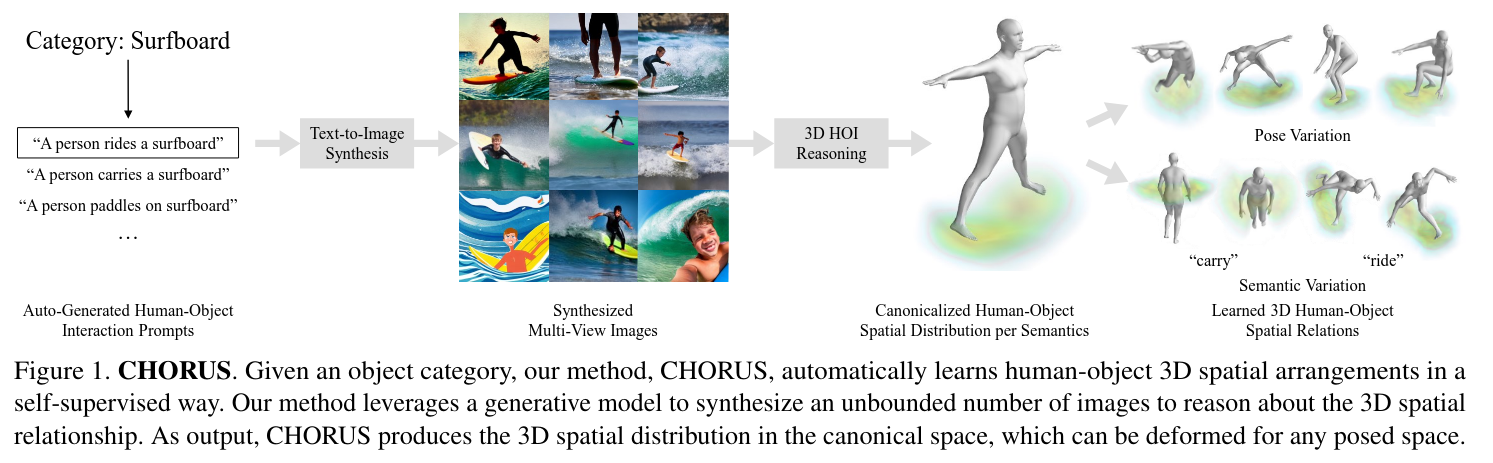 Category: Surfboard
“A person rides a surfboard”
“A person carries a surfboard”
“A person paddles on surfboard”
…
Auto-Generated Human-Object
Interaction Prompts
Text-to-Image
Synthesis
Synthesized
Multi-View Images
3D HOI
Reasoning
Canonicalized Human-Object
Spatial Distribution per Semantics
Pose Variation
“carry”
“ride”
Semantic Variation
Learned 3D Human-Object
Spatial Relations
Figure 1. CHORUS. Given an object category, our method, CHORUS, automatically learns human-object 3D spatial arrangements in a
self-supervised way. Our method leverages a generative model to synthesize an unbounded number of images to reason about the 3D spatial
relationship. As output, CHORUS produces the 3D spatial distribution in the canonical space, which can be deformed for any posed space.